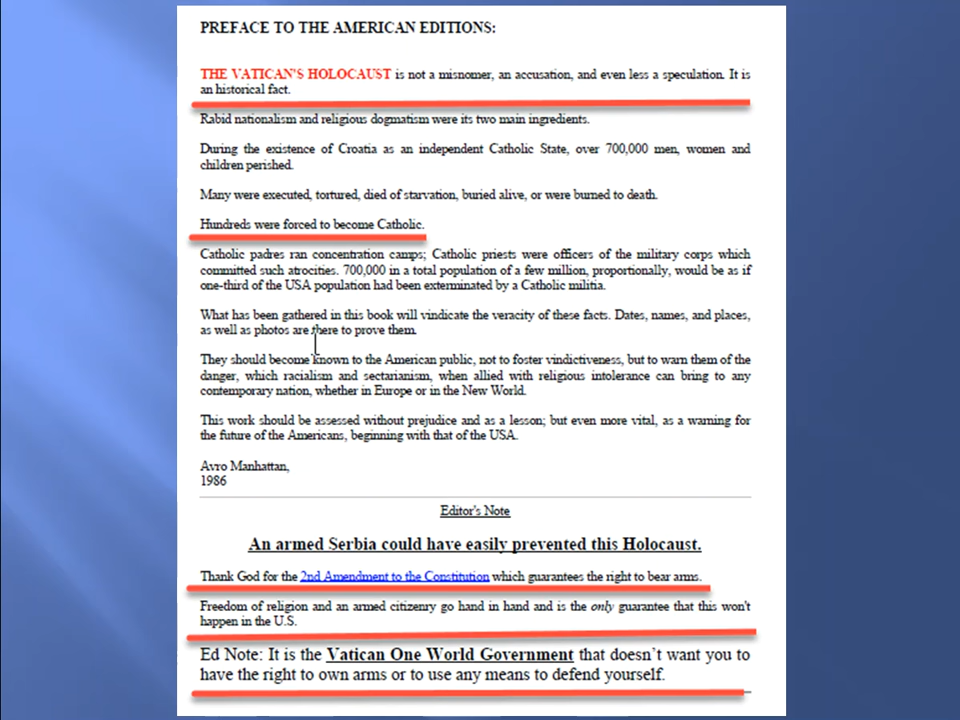 PREFACE TO THE AMERICAN EDITIONS:
THE VATICAN'S HOLOCAUST is not a misnomer, an accusation, and even less a speculation. It is
an historical fact.
Rabid nationalism and religious dogmatism were its two main ingredients.
During the existence of Croatia as an independent Catholic State, over 700,000 men, women and
children perished.
Many were executed, tortured, died of starvation, buried alive, or were burned to death.
Hundreds were forced to become Catholic.
Catholic padres ran concentration camps; Catholic priests were officers of the military corps which
committed such atrocities. 700,000 in a total population of a few million, proportionally, would be as if
one-third of the USA population had been exterminated by a Catholic militia.
What has been gathered in this book will vindicate the veracity of these facts. Dates, names, and places,
as well as photos are there to prove them.
They should become known to the American public, not to foster vindictiveness, but to warn them of the
danger, which racialism and sectarianism, when allied with religious intolerance can bring to any
contemporary nation, whether in Europe or in the New World.
This work should be assessed without prejudice and as a lesson; but even more vital, as a warning for
the future of the Americans, beginning with that of the USA.
Avro Manhattan,
1986
Editor's Note
An armed Serbia could have easily prevented this Holocaust.
Thank God for the 2nd Amendment to the Constitution which guarantees the right to bear arms.
Freedom of religion and an armed citizenry go hand in hand and is the only guarantee that this won't
happen in the U.S.
Ed Note: It is the Vatican One World Government that doesn't want you to
have the right to own arms or to use any means to defend yourself.